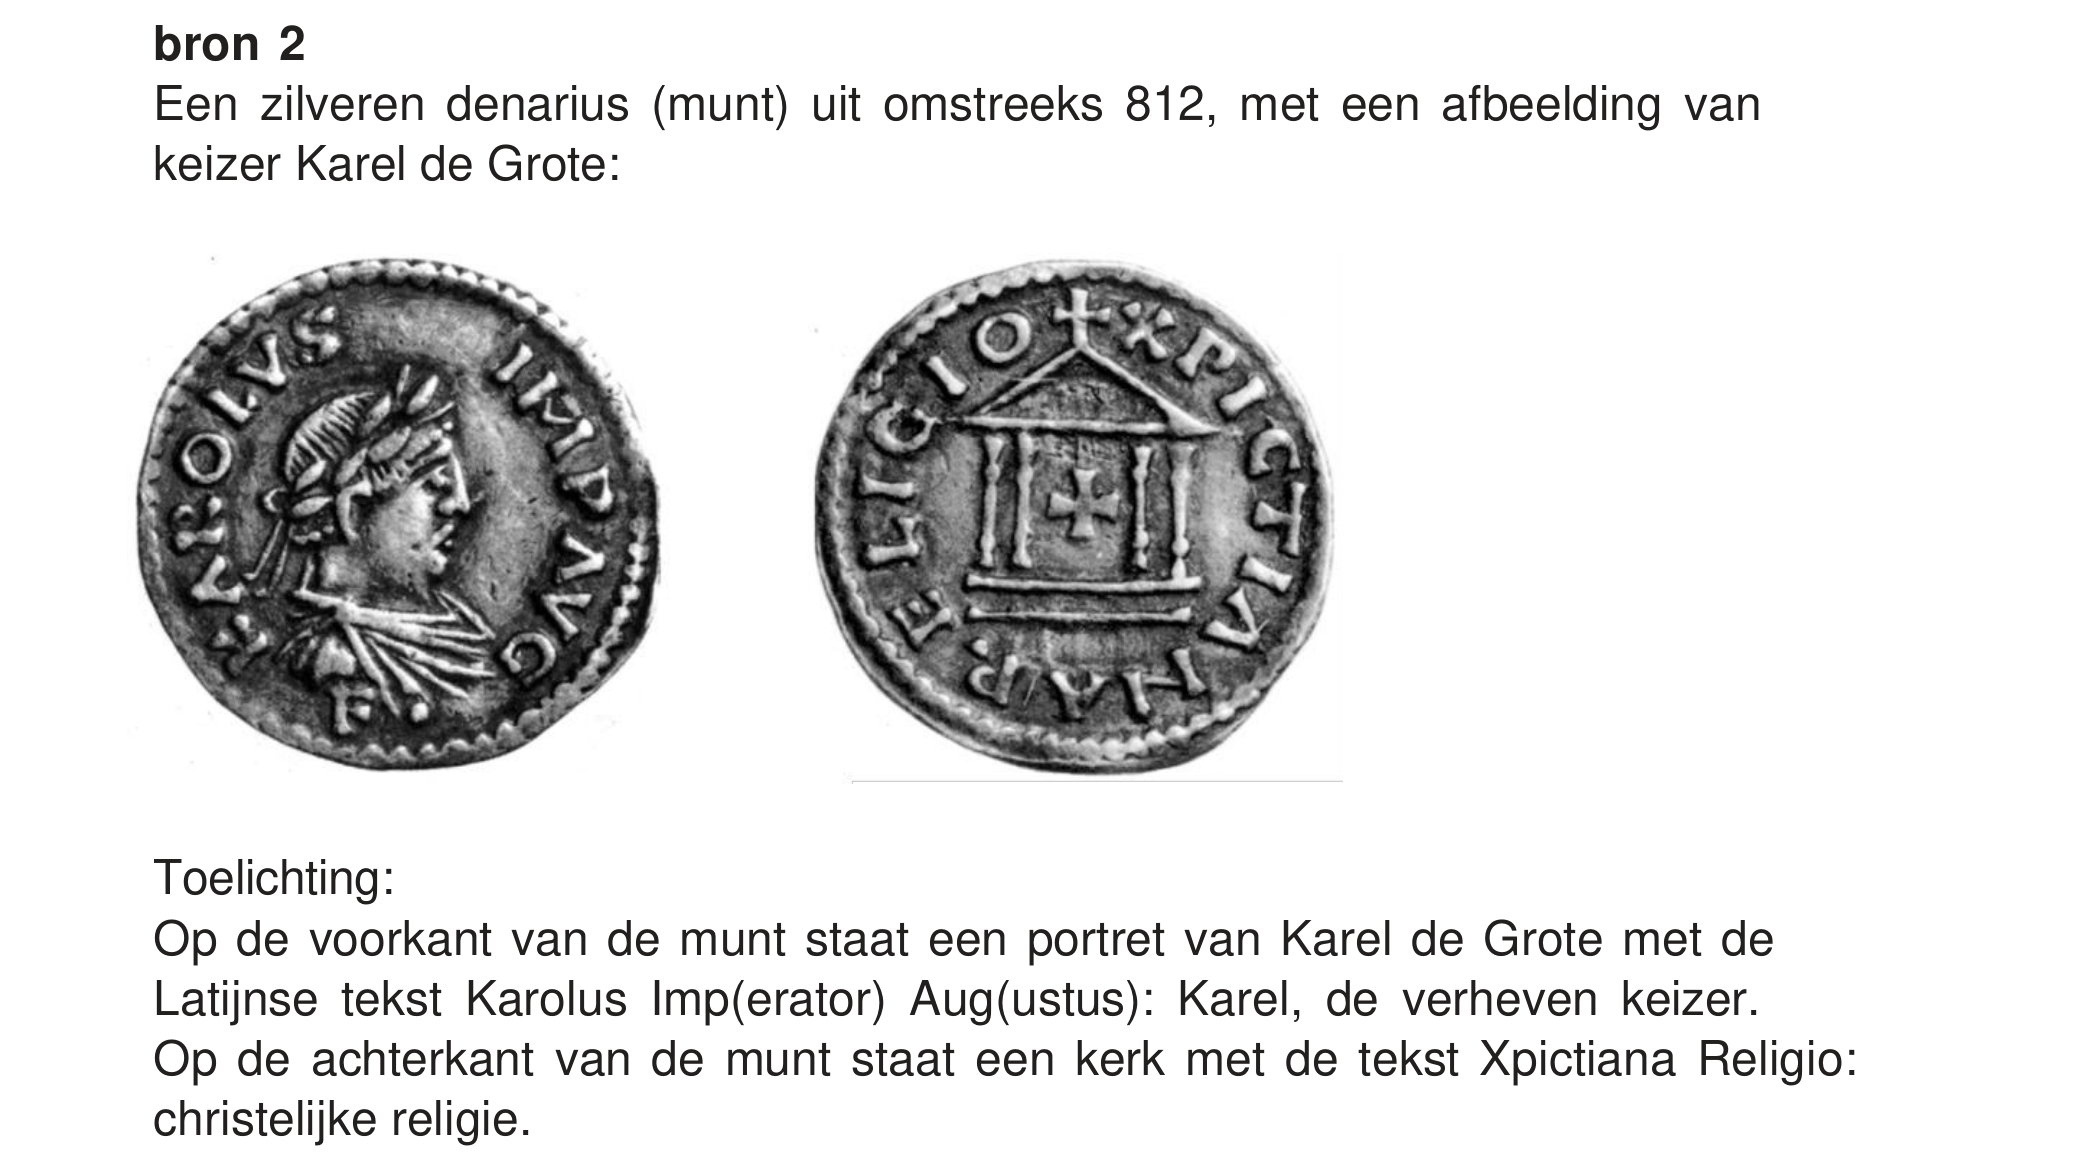 bron 2
Een zilveren denarius (munt) uit omstreeks 812, met een afbeelding van
keizer Karel de Grote:
KAROLVS IMP AVG
F
XPICTIANA RELIGIO
Toelichting:
Op de voorkant van de munt staat een portret van Karel de Grote met de
Latijnse tekst Karolus Imp(erator) Aug(ustus): Karel, de verheven keizer.
Op de achterkant van de munt staat een kerk met de tekst Xpictiana Religio:
christelijke religie.